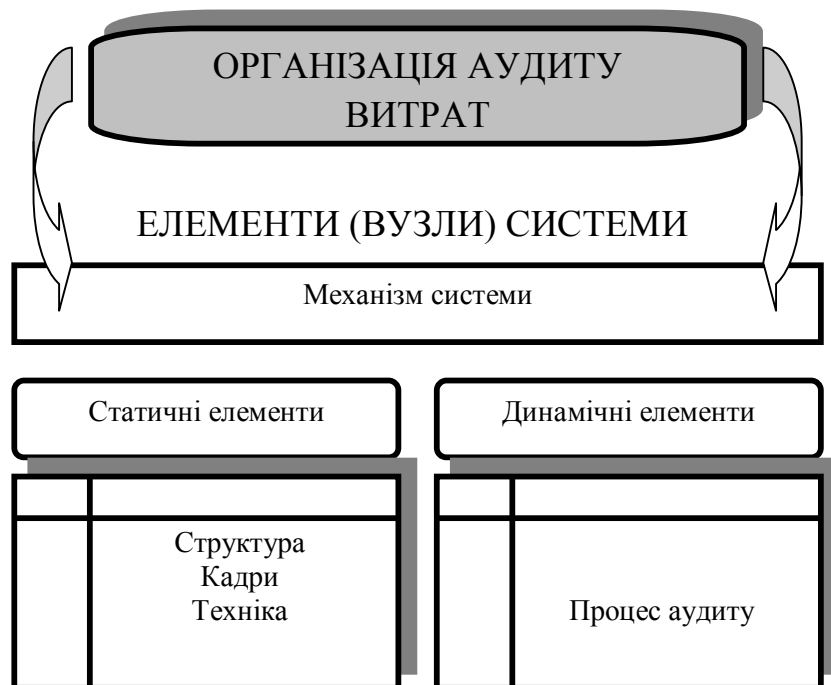 ОРГАНІЗАЦІЯ АУДИТУ
ВИТРАТ
ЕЛЕМЕНТИ (ВУЗЛИ) СИСТЕМИ
Механізм системи
Статичні елементи
Динамічні елементи
Структура
Кадри
Техніка
Процес аудиту